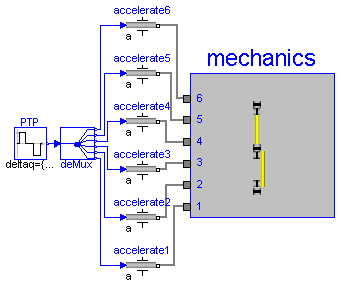 accelerate6
a
mechanics
accelerate5
a
6
accelerate4
5
a
4
PTP
accelerate3
3
deltaq={...
deMux
a
2
accelerate2
1
a
accelerate1
a